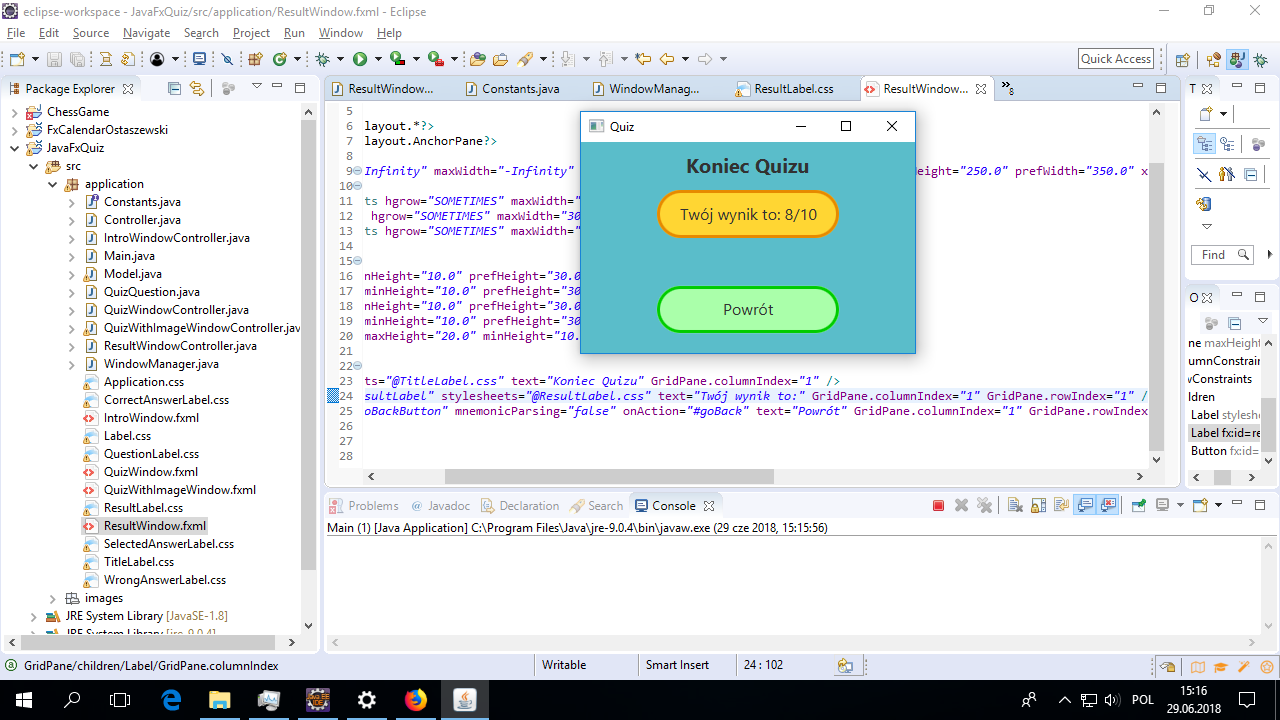 eclipse-workspace - JavaFxQuiz/src/application/ResultWindow.fxml - Eclipse
File Edit Source Navigate Search Project Run Window Help
Quick Access
Package Explorer
ChessGame
FxCalendarOstaszewski
JavaFxQuiz
src
application
Constants.java
Controller.java
IntroWindowController.java
Main.java
Model.java
QuizQuestion.java
QuizWindowController.java
QuizWithImageWindowController.java
ResultWindowController.java
WindowManager.java
Application.css
CorrectAnswerLabel.css
IntroWindow.fxml
Label.css
QuestionLabel.css
QuizWindow.fxml
QuizWithImageWindow.fxml
ResultLabel.css
ResultWindow.fxml
SelectedAnswerLabel.css
TitleLabel.css
WrongAnswerLabel.css
images
JRE System Library [JavaSE-1.8]
JRE System Library [jre-9.0.4]
ResultWindow... Constants.java WindowManag... ResultLabel.css ResultWindow... 8
5
6 layout.*?>
7 layout.AnchorPane?>
8
9 Infinity" maxWidth="-Infinity" Height="250.0" prefWidth="350.0" x
10
11 ts hgrow="SOMETIMES" maxWidth="
12 hgrow="SOMETIMES" maxWidth="30
13 ts hgrow="SOMETIMES" maxWidth="
14
15
16 nHeight="10.0" prefHeight="30.0
17 minHeight="10.0" prefHeight="30
18 nHeight="10.0" prefHeight="30.0
19 minHeight="10.0" prefHeight="30
20 maxHeight="20.0" minHeight="10.
21
22
23 ts="@TitleLabel.css" text="Koniec Quizu" GridPane.columnIndex="1" />
24 sultLabel" stylesheets="@ResultLabel.css" text="Twój wynik to:" GridPane.columnIndex="1" GridPane.rowIndex="1" /
25 oBackButton" mnemonicParsing="false" onAction="#goBack" text="Powrót" GridPane.columnIndex="1" GridPane.rowIndex
26
27
28
Quiz
Koniec Quizu
Twój wynik to: 8/10
Powrót
T
Find
O
ne maxHeight
umnConstrain
wConstraints
ldren
Label styleshe
Label fx:id=re
Button fx:id=
Problems Javadoc Declaration Search Console
Main (1) [Java Application] C:\Program Files\Java\jre-9.0.4\bin\javaw.exe (29 cze 2018, 15:15:56)
GridPane/children/Label/GridPane.columnIndex Writable Smart Insert 24 : 102
POL
15:16
29.06.2018